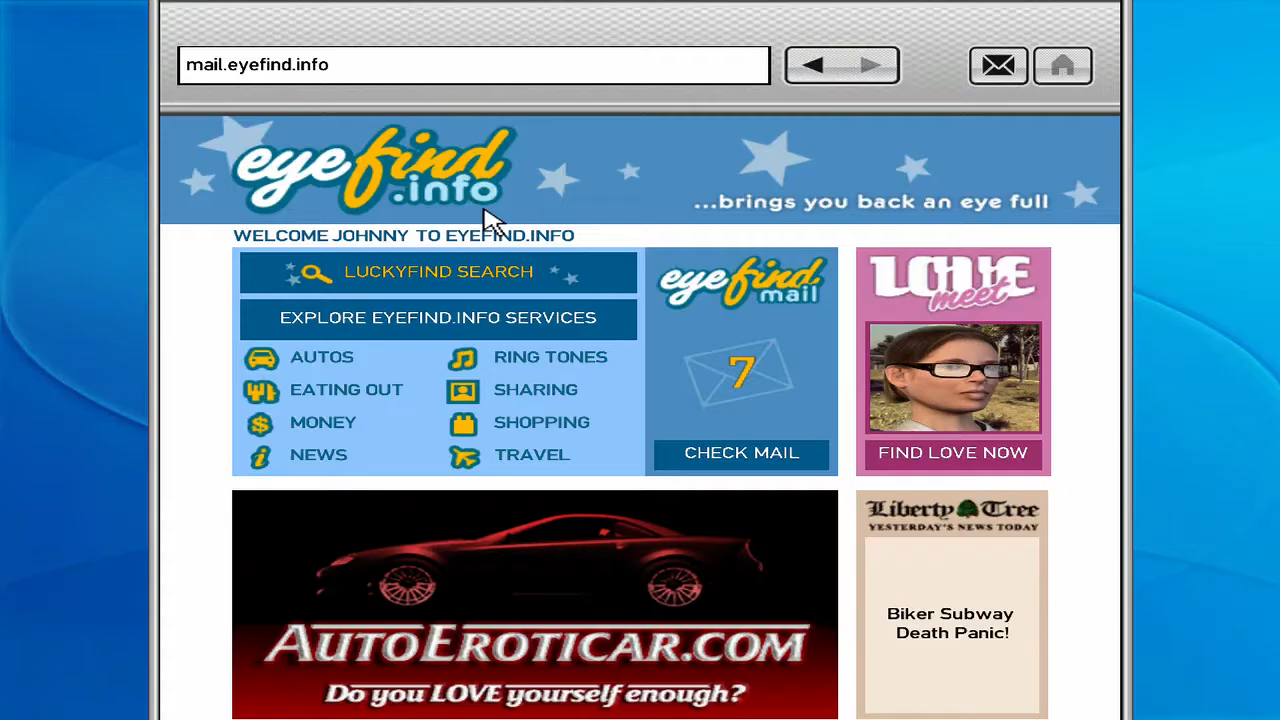 mail.eyefind.info
eyefind
.info
...brings you back an eye full
WELCOME JOHNNY TO EYEFIND.INFO
LUCKYFIND SEARCH
EXPLORE EYEFIND.INFO SERVICES
AUTOS
RING TONES
EATING OUT
SHARING
MONEY
SHOPPING
NEWS
TRAVEL
eyefind
mail
7
CHECK MAIL
LOVE
meet
FIND LOVE NOW
AUTOEROTICAR.COM
Do you LOVE yourself enough?
Liberty Tree
YESTERDAY'S NEWS TODAY
Biker Subway
Death Panic!